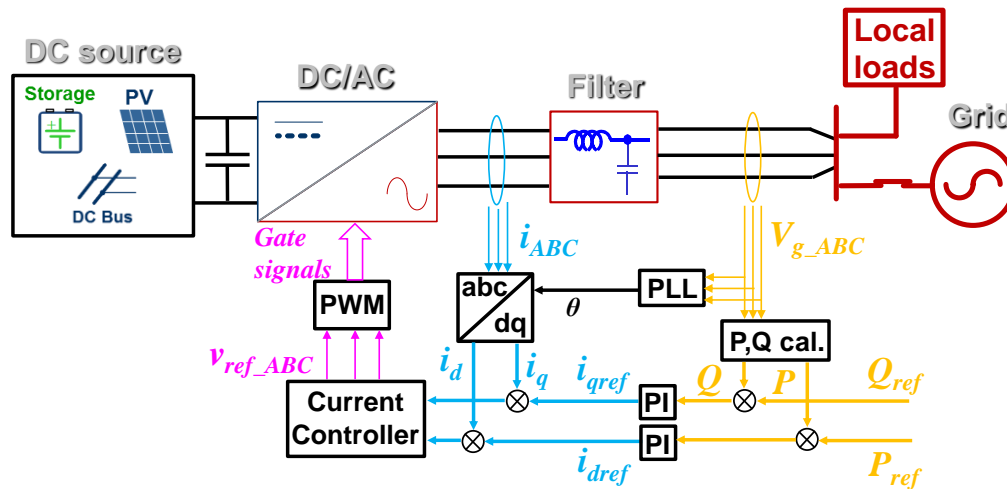 DC source
Storage
PV
DC Bus
DC/AC
Filter
Local
loads
Grid
Gate
signals
i_ABC
V_g_ABC
abc
dq
θ
PLL
PWM
P,Q cal.
v_ref_ABC
i_d
i_q
i_qref
Q
P
Q_ref
PI
Current
Controller
PI
i_dref
P_ref